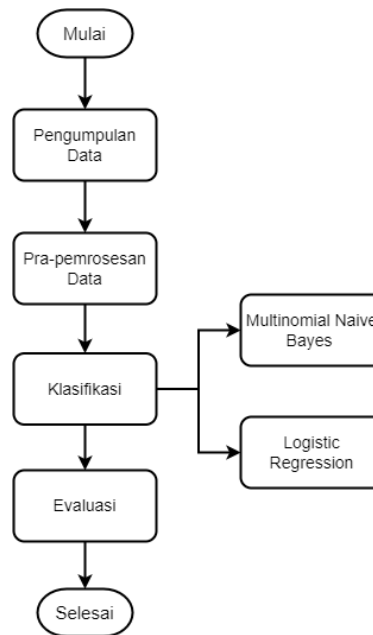 Mulai
Pengumpulan
Data
Pra-pemrosesan
Data
Klasifikasi
Multinomial Naive
Bayes
Logistic
Regression
Evaluasi
Selesai